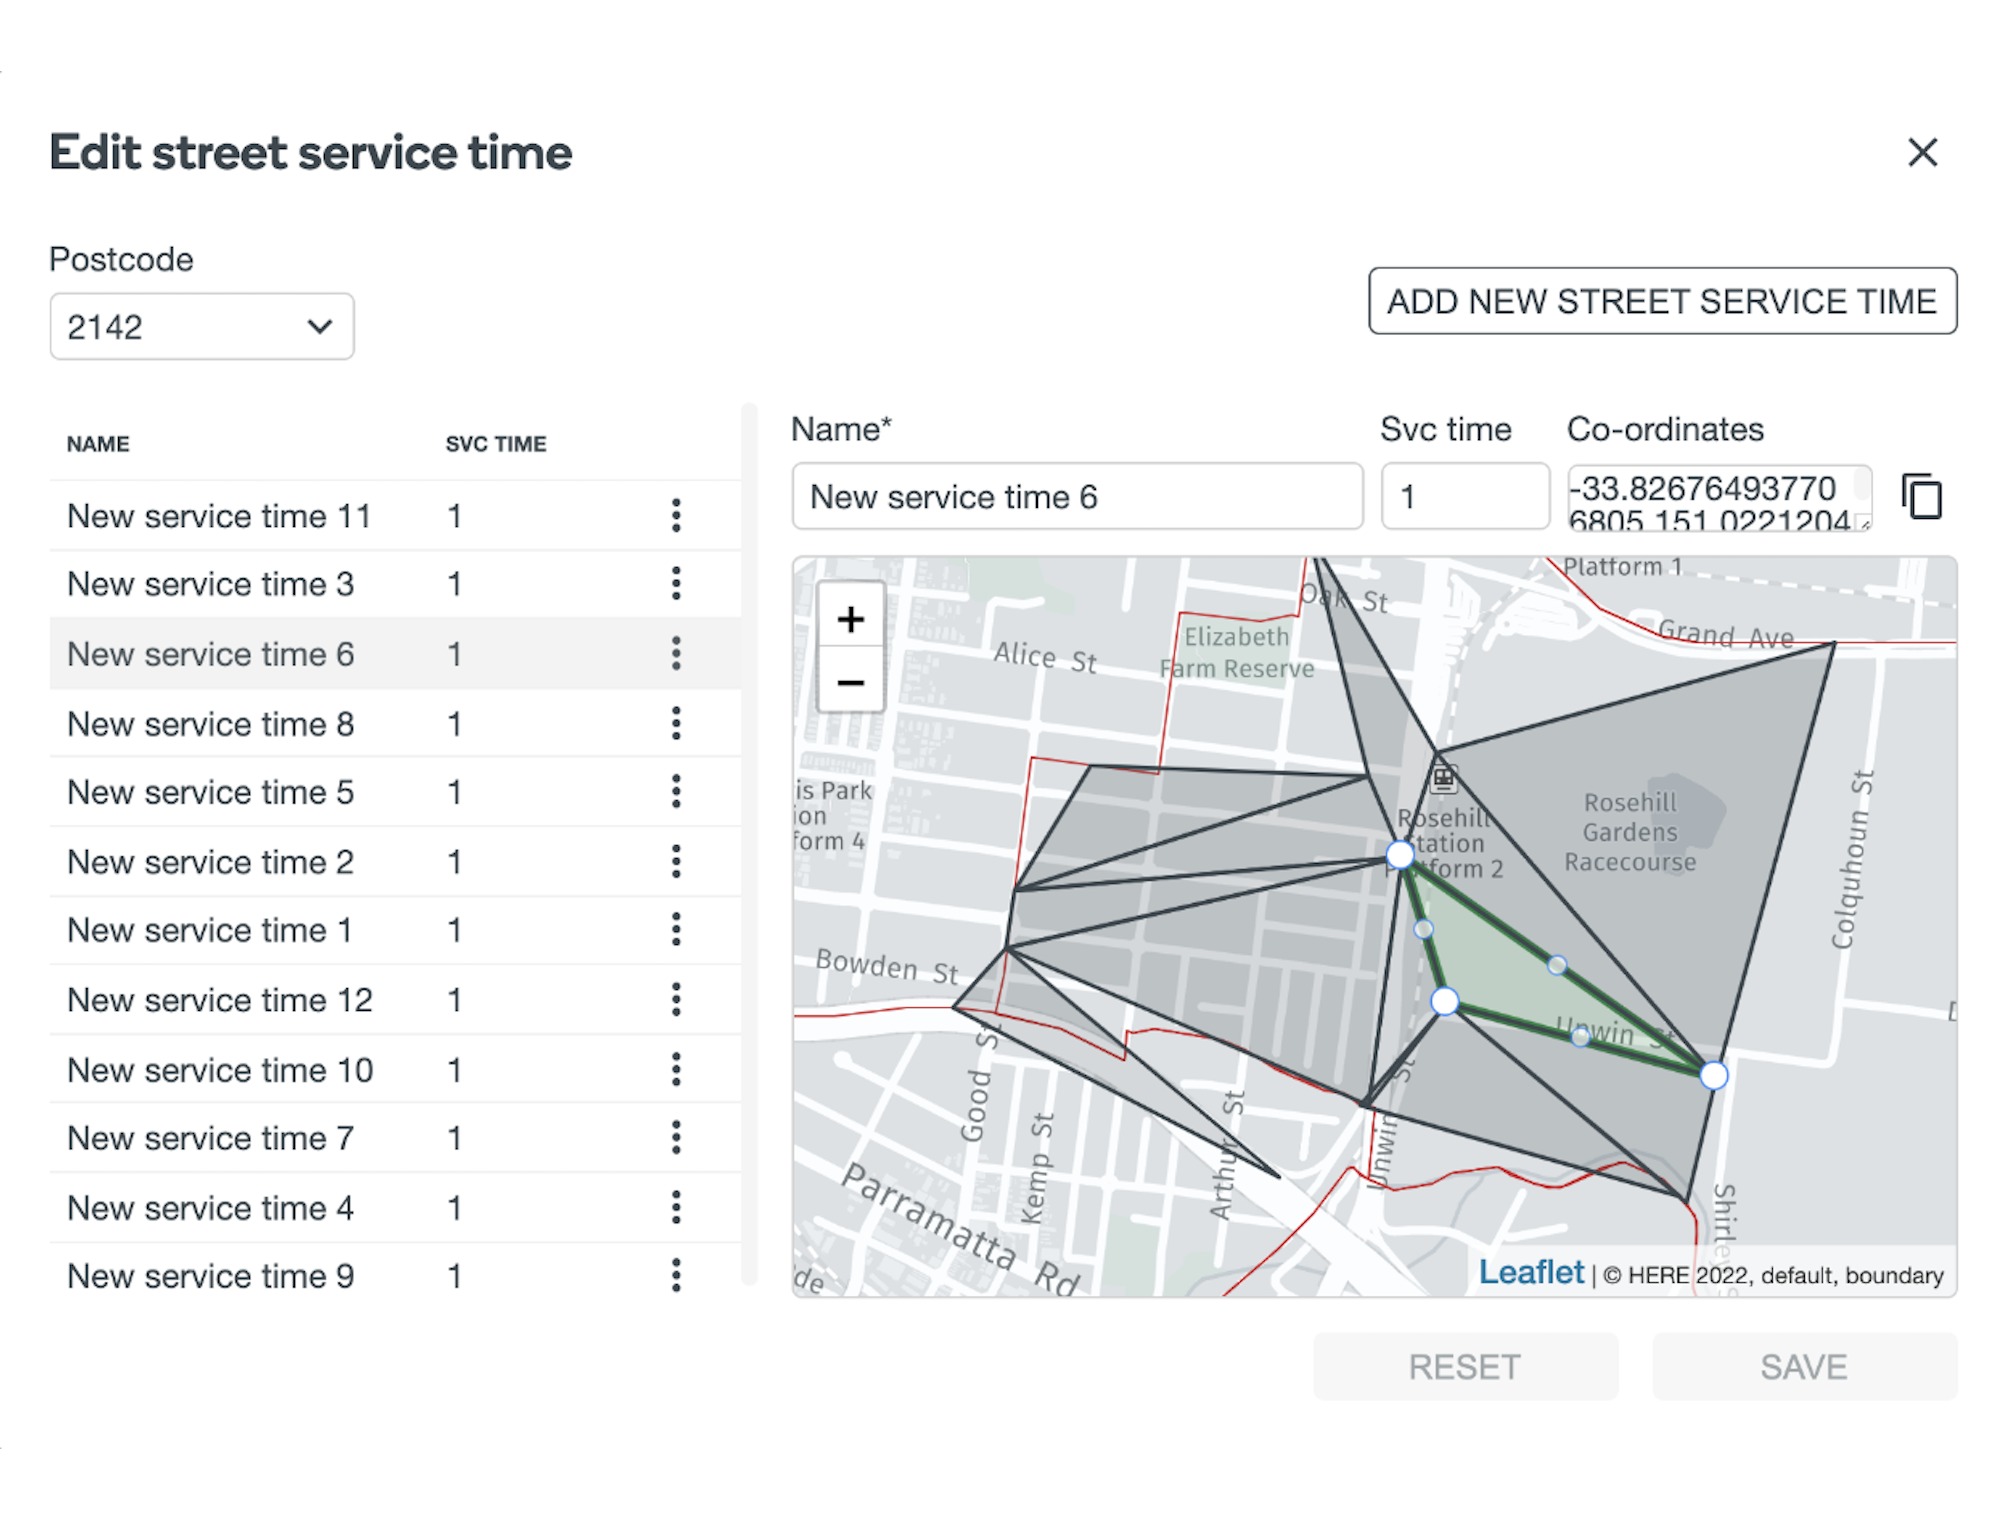 Edit street service time
Postcode
2142
ADD NEW STREET SERVICE TIME
NAME SVC TIME
New service time 11 1
New service time 3 1
New service time 6 1
New service time 8 1
New service time 5 1
New service time 2 1
New service time 1 1
New service time 12 1
New service time 10 1
New service time 7 1
New service time 4 1
New service time 9 1
Name* Svc time Co-ordinates
New service time 6
1
-33.82676493770
6805,151.0221204
+
−
Platform 1
Oak St
Grand Ave
Elizabeth
Farm Reserve
Alice St
is Park
ion
form 4
Rosehill
Station
Platform 2
Rosehill
Gardens
Racecourse
Colquhoun St
Bowden St
Unwin St
Good St
Kemp St
Arthur St
Unwin St
Parramatta Rd
Shirley S
de
Leaflet | © HERE 2022, default, boundary
RESET
SAVE